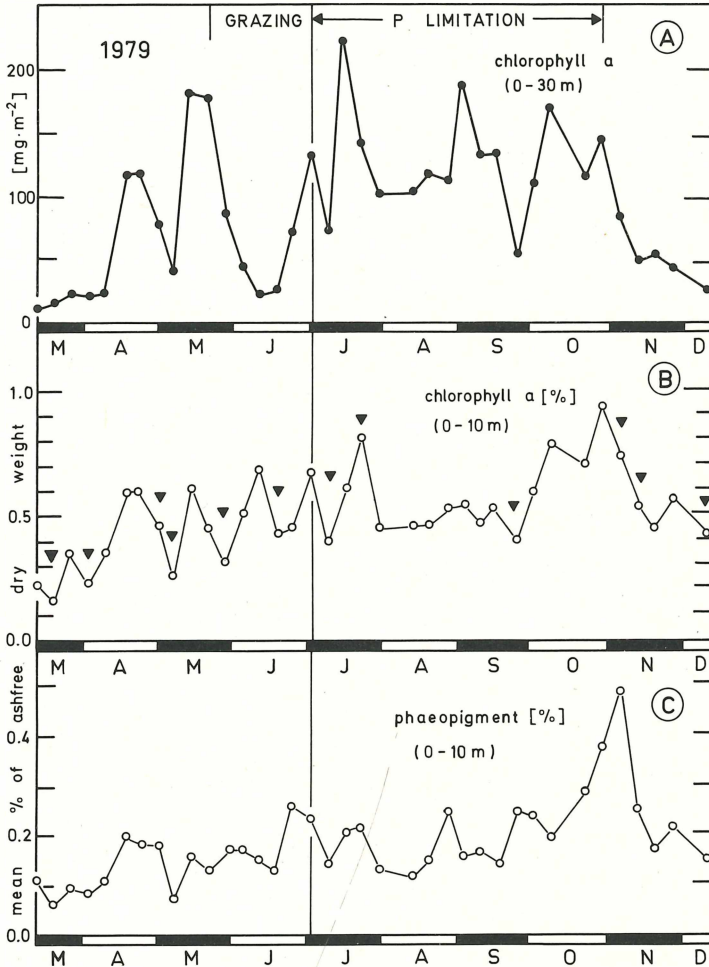 GRAZING P LIMITATION
1979
A
chlorophyll a
(0-30 m)
[mg·m-2]
200
100
0
M A M J J A S O N D
B
chlorophyll a [%]
(0-10 m)
1.0
0.5
0.0
M A M J J A S O N D
C
phaeopigment [%]
(0-10 m)
0.4
0.2
0.0
mean % of ashfree dry weight
M A M J J A S O N D